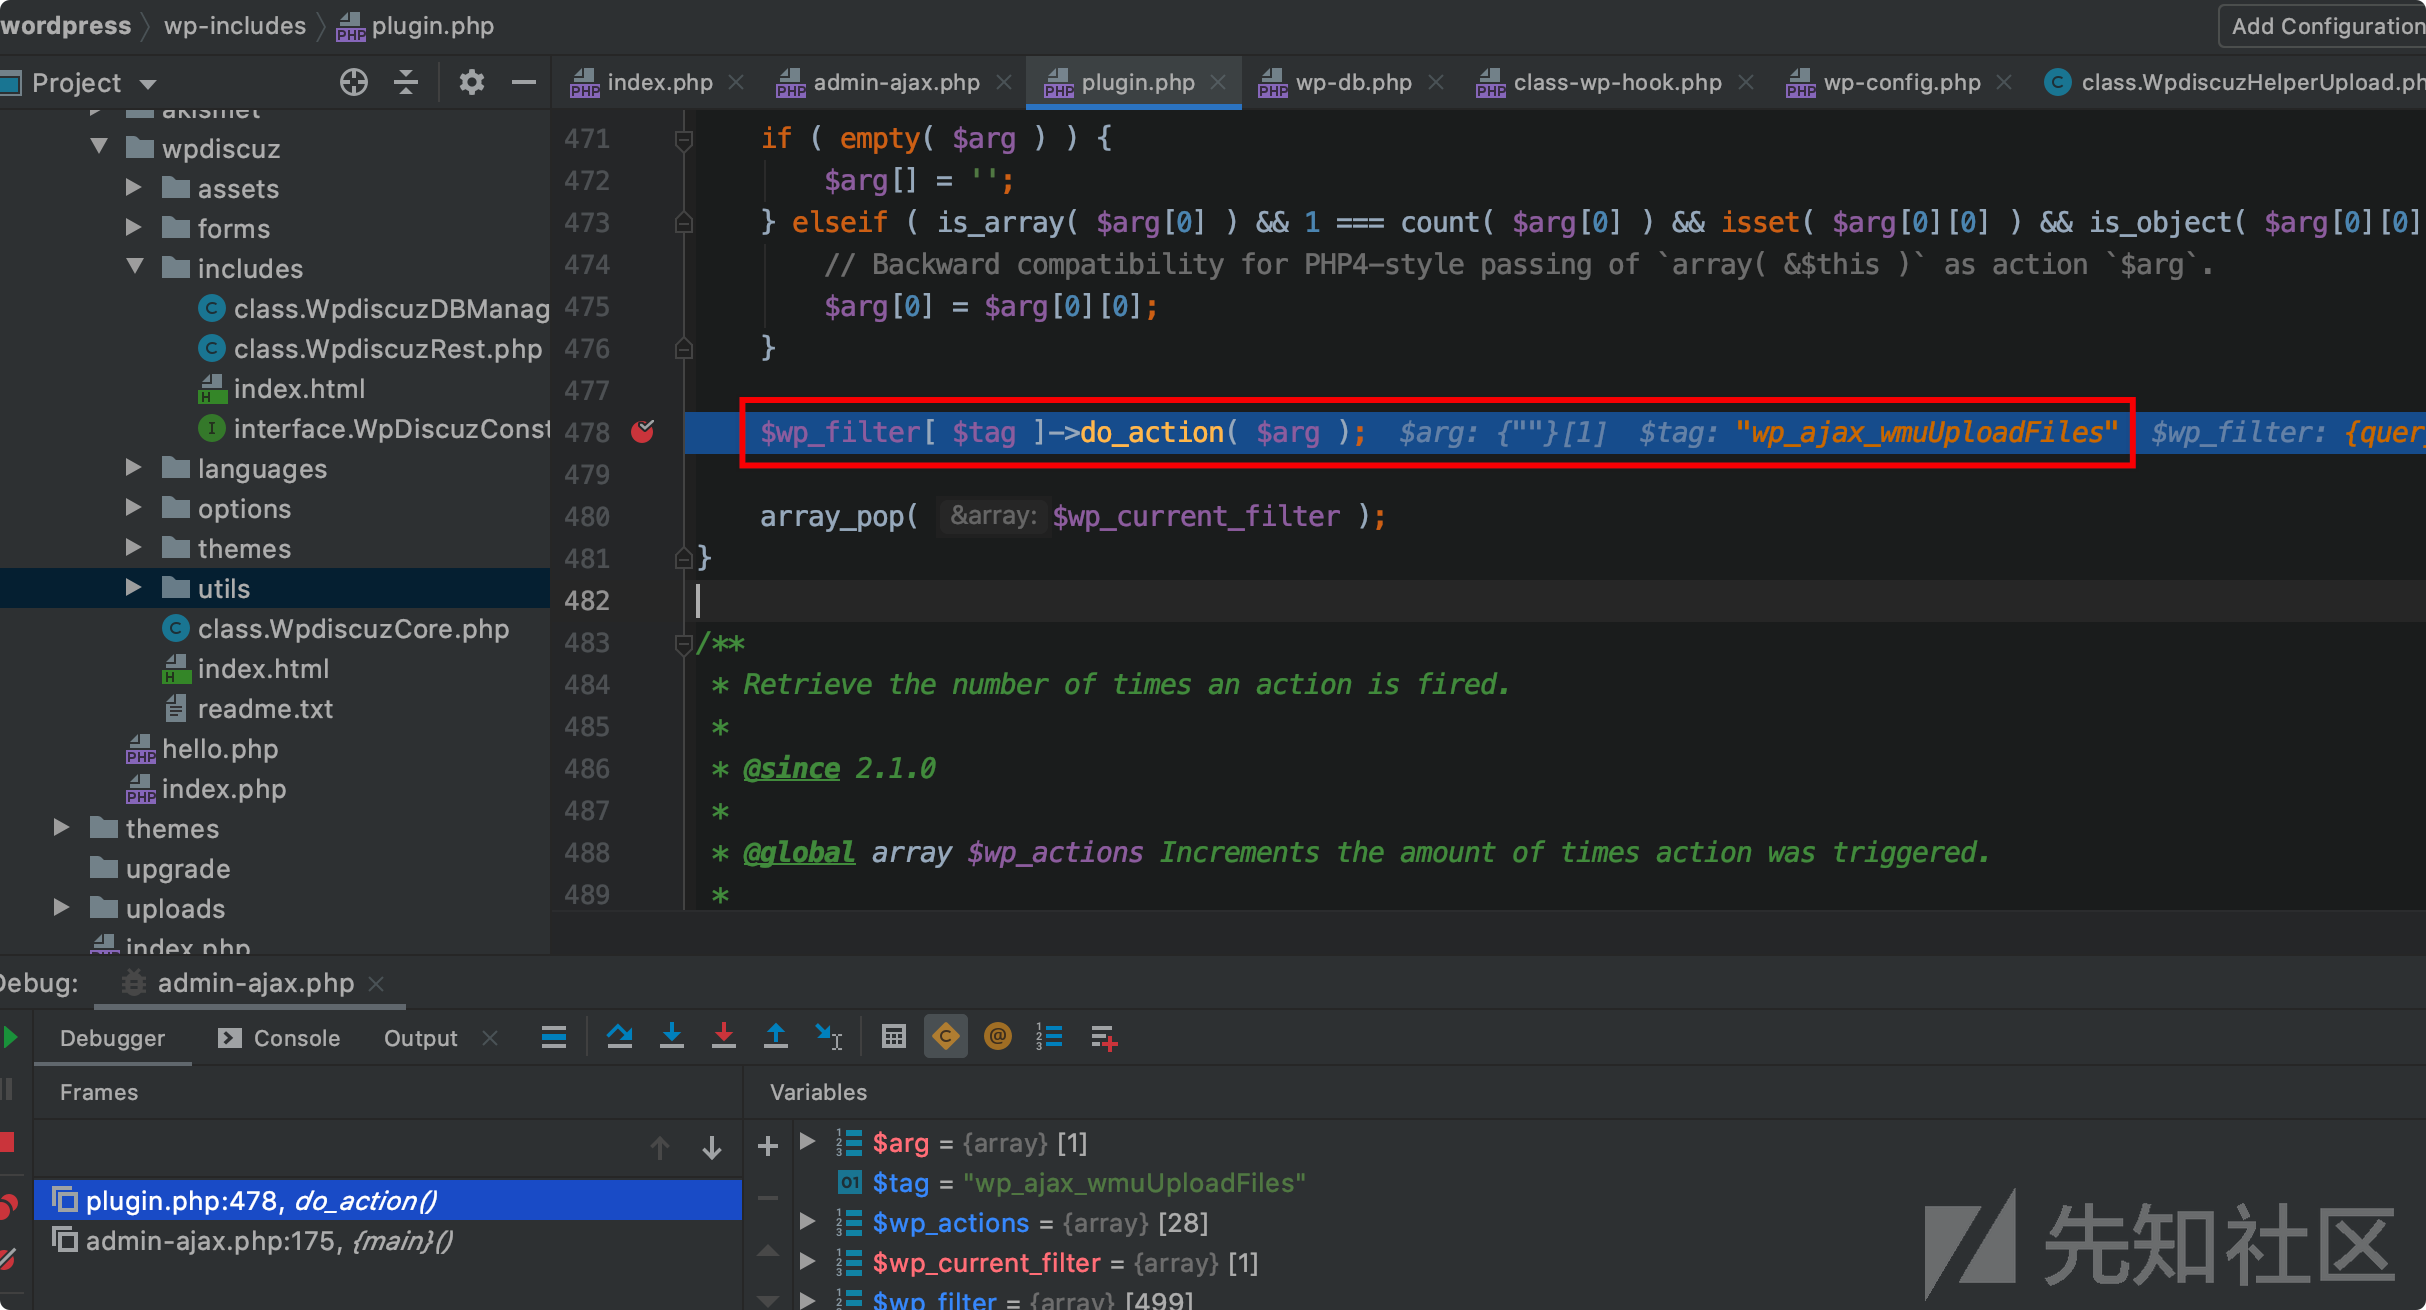 wordpress wp-includes plugin.php
Add Configuration
Project
index.php admin-ajax.php plugin.php wp-db.php class-wp-hook.php wp-config.php class.WpdiscuzHelperUpload.ph
akismet
wpdiscuz
assets
forms
includes
class.WpdiscuzDBManag
class.WpdiscuzRest.php
index.html
interface.WpDiscuzConst
languages
options
themes
utils
class.WpdiscuzCore.php
index.html
readme.txt
hello.php
index.php
themes
upgrade
uploads
index.php
471 if ( empty( $arg ) ) {
472 $arg[] = '';
473 } elseif ( is_array( $arg[0] ) && 1 === count( $arg[0] ) && isset( $arg[0][0] ) && is_object( $arg[0][0]
474 // Backward compatibility for PHP4-style passing of `array( &$this )` as action `$arg`.
475 $arg[0] = $arg[0][0];
476 }
477
478 $wp_filter[ $tag ]->do_action( $arg ); $arg: {""}[1] $tag: "wp_ajax_wmuUploadFiles" $wp_filter: {quer
479
480 array_pop( &array: $wp_current_filter );
481 }
482
483 /**
484 * Retrieve the number of times an action is fired.
485 *
486 * @since 2.1.0
487 *
488 * @global array $wp_actions Increments the amount of times action was triggered.
489 *
Debug: admin-ajax.php
Debugger Console Output
Frames
plugin.php:478, do_action()
admin-ajax.php:175, {main}()
Variables
$arg = {array} [1]
$tag = "wp_ajax_wmuUploadFiles"
$wp_actions = {array} [28]
$wp_current_filter = {array} [1]
$wp_filter = {array} [499]
先知社区